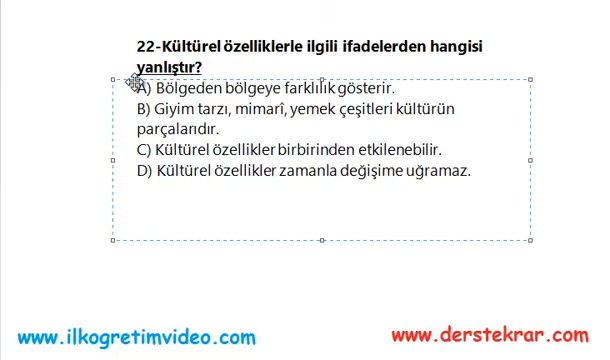 22-Kültürel özelliklerle ilgili ifadelerden hangisi
yanlıştır?
A) Bölgeden bölgeye farklılık gösterir.
B) Giyim tarzı, mimarî, yemek çeşitleri kültürün
parçalarıdır.
C) Kültürel özellikler birbirinden etkilenebilir.
D) Kültürel özellikler zamanla değişime uğramaz.
www.ilkogretimvideo.com
www.derstekrar.com